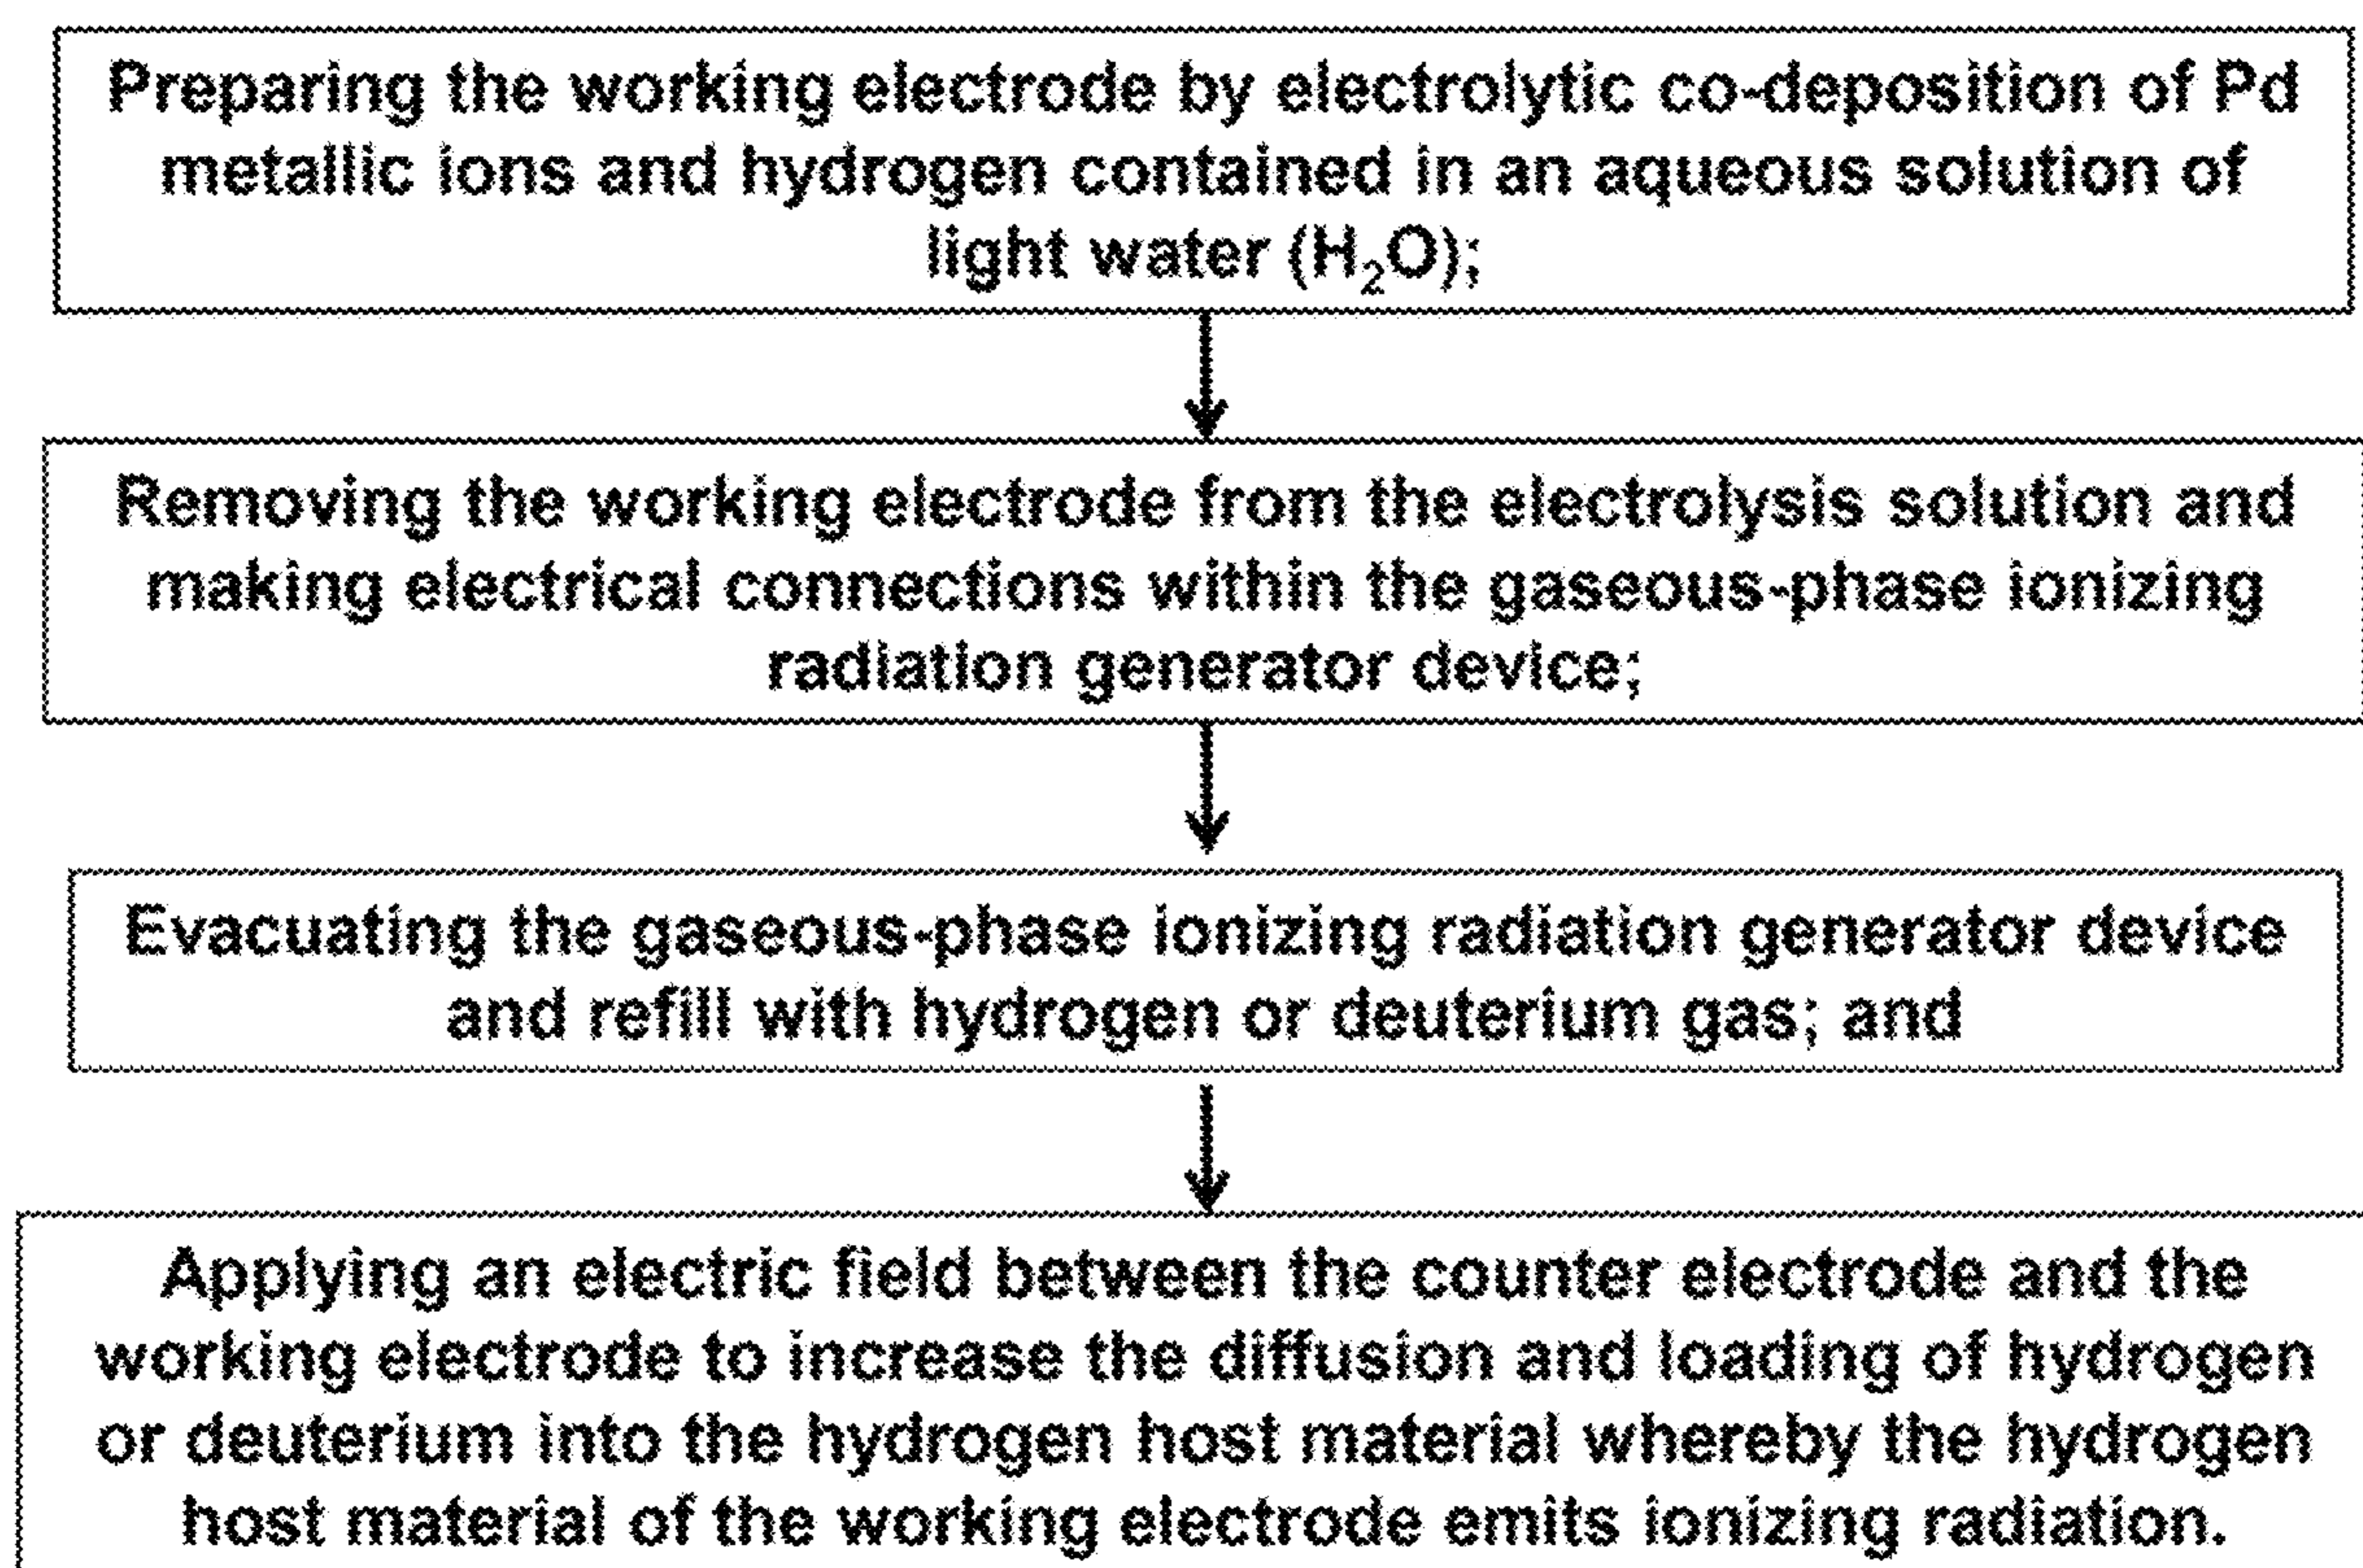 Preparing the working electrode by electrolytic co-deposition of Pd
metallic ions and hydrogen contained in an aqueous solution of
light water (H₂O);
Removing the working electrode from the electrolysis solution and
making electrical connections within the gaseous-phase ionizing
radiation generator device;
Evacuating the gaseous-phase ionizing radiation generator device
and refill with hydrogen or deuterium gas; and
Applying an electric field between the counter electrode and the
working electrode to increase the diffusion and loading of hydrogen
or deuterium into the hydrogen host material whereby the hydrogen
host material of the working electrode emits ionizing radiation.